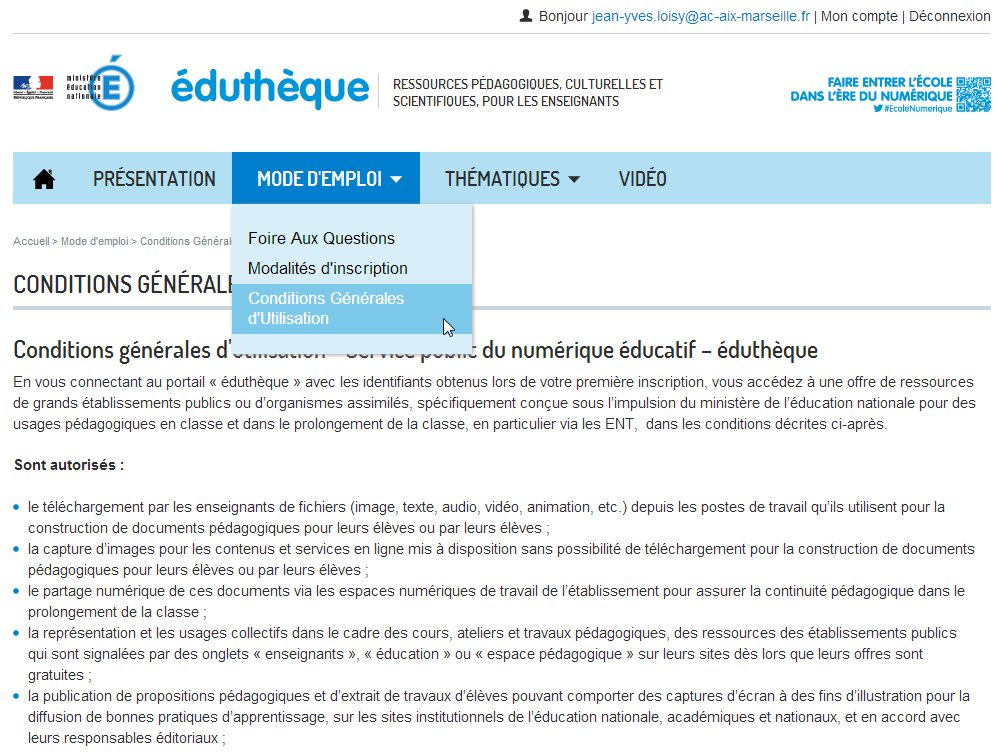 Bonjour jean-yves.loisy@ac-aix-marseille.fr | Mon compte | Déconnexion
ministère
éducation
nationale
éduthèque
RESSOURCES PÉDAGOGIQUES, CULTURELLES ET
SCIENTIFIQUES, POUR LES ENSEIGNANTS
FAIRE ENTRER L'ÉCOLE
DANS L'ÈRE DU NUMÉRIQUE
#EcoleNumerique
PRÉSENTATION MODE D'EMPLOI THÉMATIQUES VIDÉO
Foire Aux Questions
Modalités d'inscription
Conditions Générales
d'Utilisation
Accueil > Mode d'emploi > Conditions Général
CONDITIONS GÉNÉRALE
Conditions générales d'utilisation – Service public du numérique éducatif – éduthèque
En vous connectant au portail « éduthèque » avec les identifiants obtenus lors de votre première inscription, vous accédez à une offre de ressources
de grands établissements publics ou d’organismes assimilés, spécifiquement conçue sous l’impulsion du ministère de l’éducation nationale pour des
usages pédagogiques en classe et dans le prolongement de la classe, en particulier via les ENT, dans les conditions décrites ci-après.
Sont autorisés :
le téléchargement par les enseignants de fichiers (image, texte, audio, vidéo, animation, etc.) depuis les postes de travail qu’ils utilisent pour la
construction de documents pédagogiques pour leurs élèves ou par leurs élèves ;
la capture d’images pour les contenus et services en ligne mis à disposition sans possibilité de téléchargement pour la construction de documents
pédagogiques pour leurs élèves ou par leurs élèves ;
le partage numérique de ces documents via les espaces numériques de travail de l’établissement pour assurer la continuité pédagogique dans le
prolongement de la classe ;
la représentation et les usages collectifs dans le cadre des cours, ateliers et travaux pédagogiques, des ressources des établissements publics
qui sont signalées par des onglets « enseignants », « éducation » ou « espace pédagogique » sur leurs sites dès lors que leurs offres sont
gratuites ;
la publication de propositions pédagogiques et d’extrait de travaux d’élèves pouvant comporter des captures d’écran à des fins d’illustration pour la
diffusion de bonnes pratiques d’apprentissage, sur les sites institutionnels de l’éducation nationale, académiques et nationaux, et en accord avec
leurs responsables éditoriaux ;